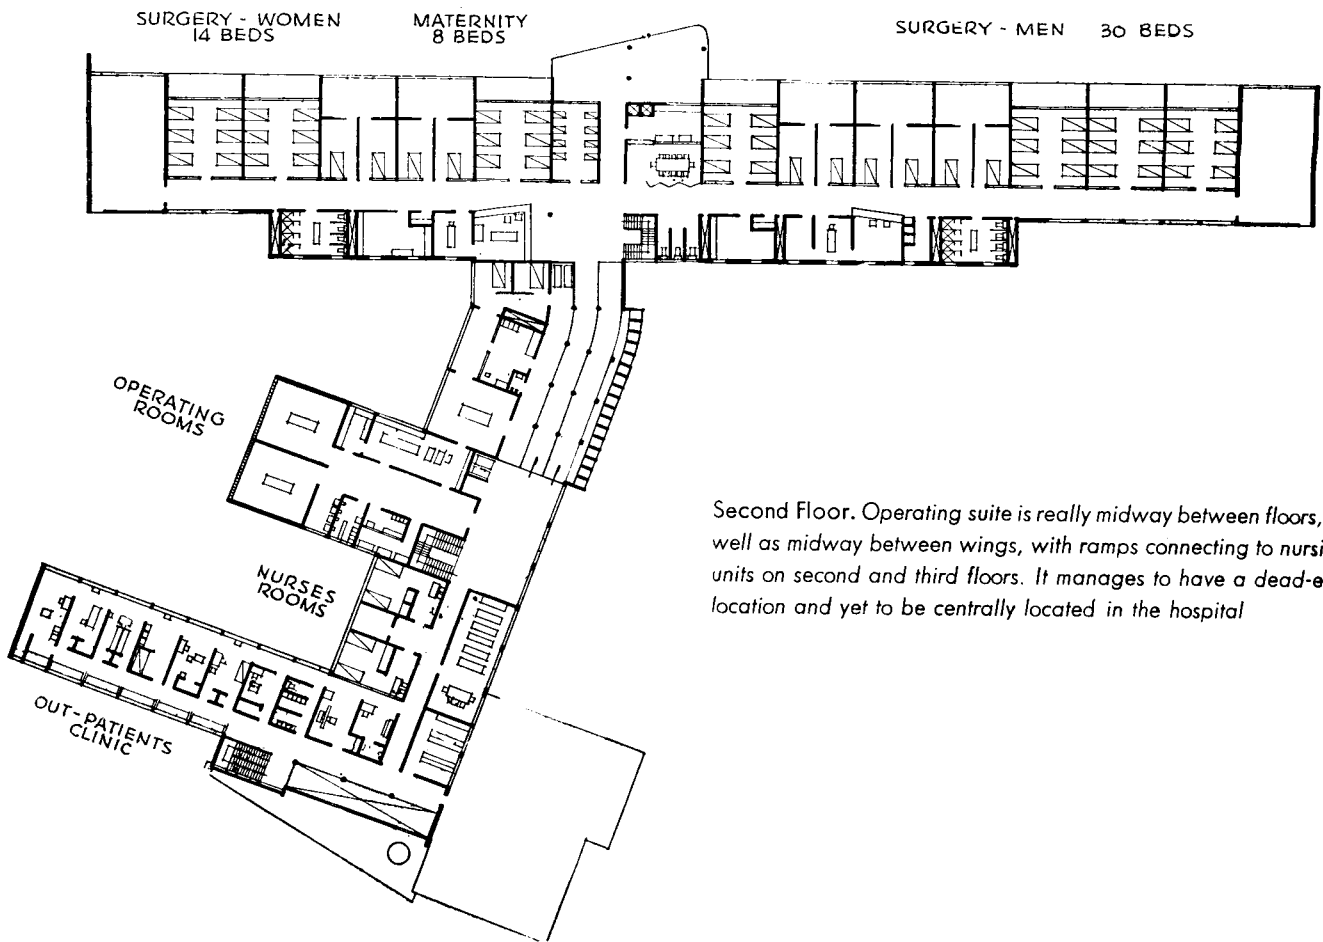 SURGERY - WOMEN
14 BEDS
MATERNITY
8 BEDS
SURGERY - MEN 30 BEDS
OPERATING
ROOMS
NURSES
ROOMS
OUT-PATIENTS
CLINIC
Second Floor. Operating suite is really midway between floors,
well as midway between wings, with ramps connecting to nursi
units on second and third floors. It manages to have a dead-e
location and yet to be centrally located in the hospital